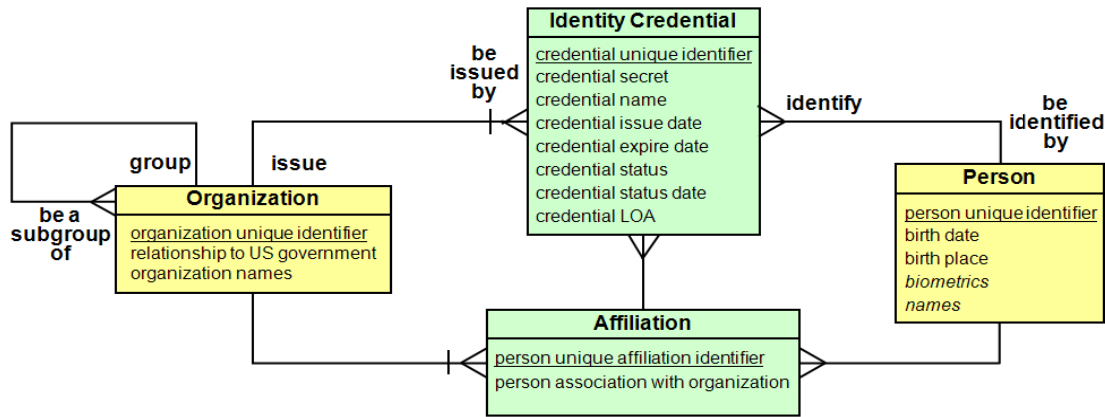 Identity Credential
credential unique identifier
credential secret
credential name
credential issue date
credential expire date
credential status
credential status date
credential LOA
be
issued
by
identify
be
identified
by
group
issue
be a
subgroup
of
Organization
organization unique identifier
relationship to US government
organization names
Person
person unique identifier
birth date
birth place
biometrics
names
Affiliation
person unique affiliation identifier
person association with organization